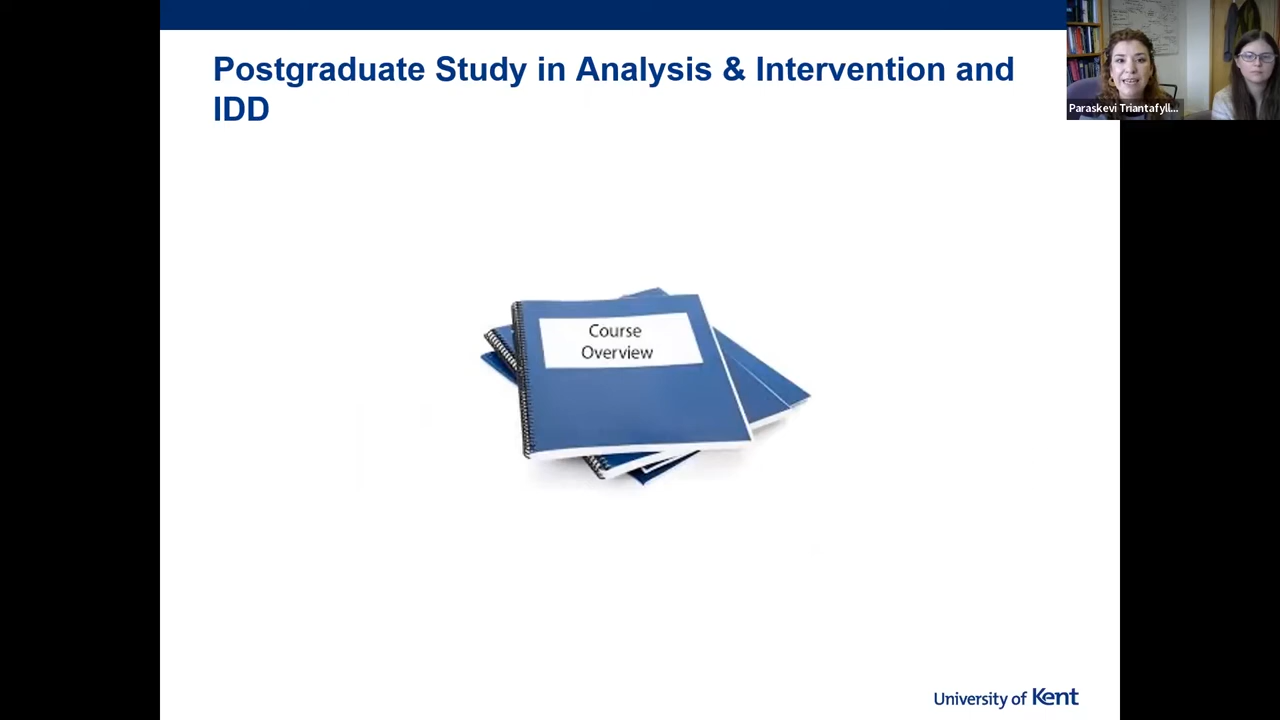 Postgraduate Study in Analysis & Intervention and
IDD
Paraskevi Triantafyll...
Course
Overview
University of Kent